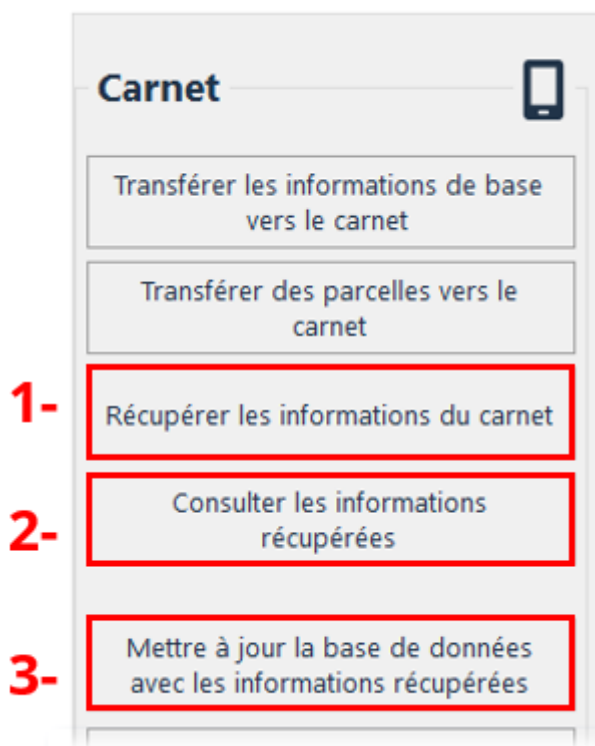 Carnet
Transférer les informations de base
vers le carnet
Transférer des parcelles vers le
carnet
1-
Récupérer les informations du carnet
2-
Consulter les informations
récupérées
3-
Mettre à jour la base de données
avec les informations récupérées